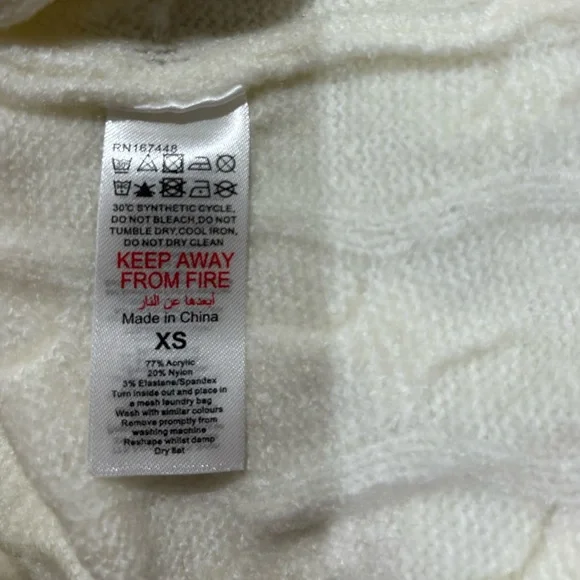 RN167448
30°C SYNTHETIC CYCLE,
DO NOT BLEACH,DO NOT
TUMBLE DRY,COOL IRON,
DO NOT DRY CLEAN
KEEP AWAY
FROM FIRE
أبعدها عن النار
Made in China
XS
77% Acrylic
20% Nylon
3% Elastane/Spandex
Turn inside out and place in
a mesh laundry bag
Wash with similar colours
Remove promptly from
washing machine
Reshape whilst damp
Dry flat